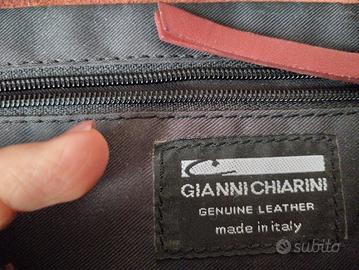 GIANNI CHIARINI
GENUINE LEATHER
made in italy
subito